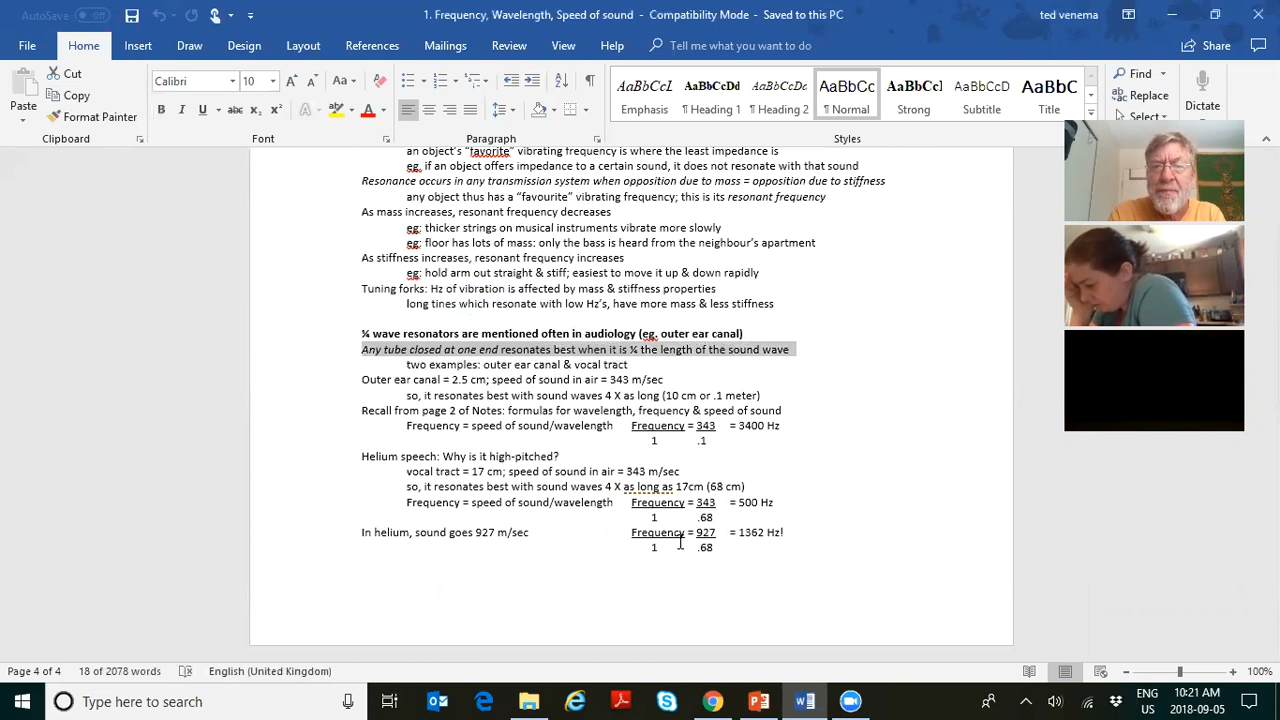 AutoSave Off
1. Frequency, Wavelength, Speed of sound - Compatibility Mode - Saved to this PC
ted venema
File Home Insert Draw Design Layout References Mailings Review View Help Tell me what you want to do
Share
Paste
Cut
Copy
Format Painter
Clipboard
Calibri 10
Font
Paragraph
AaBbCcL AaBbCcDd AaBbCcDd AaBbCc AaBbCcl AaBbCcDd AaBbCc
Emphasis ¶ Heading 1 ¶ Heading 2 ¶ Normal Strong Subtitle Title
Styles
Find
Replace
Dictate
an object's "favorite" vibrating frequency is where the least impedance is
eg. if an object offers impedance to a certain sound, it does not resonate with that sound
Resonance occurs in any transmission system when opposition due to mass = opposition due to stiffness
any object thus has a "favourite" vibrating frequency; this is its resonant frequency
As mass increases, resonant frequency decreases
eg: thicker strings on musical instruments vibrate more slowly
eg: floor has lots of mass: only the bass is heard from the neighbour's apartment
As stiffness increases, resonant frequency increases
eg: hold arm out straight & stiff; easiest to move it up & down rapidly
Tuning forks: Hz of vibration is affected by mass & stiffness properties
long tines which resonate with low Hz's, have more mass & less stiffness
¼ wave resonators are mentioned often in audiology (eg. outer ear canal)
Any tube closed at one end resonates best when it is ¼ the length of the sound wave
two examples: outer ear canal & vocal tract
Outer ear canal = 2.5 cm; speed of sound in air = 343 m/sec
so, it resonates best with sound waves 4 X as long (10 cm or .1 meter)
Recall from page 2 of Notes: formulas for wavelength, frequency & speed of sound
Frequency = speed of sound/wavelength Frequency = 343 = 3400 Hz
1 .1
Helium speech: Why is it high-pitched?
vocal tract = 17 cm; speed of sound in air = 343 m/sec
so, it resonates best with sound waves 4 X as long as 17cm (68 cm)
Frequency = speed of sound/wavelength Frequency = 343 = 500 Hz
1 .68
In helium, sound goes 927 m/sec Frequency = 927 = 1362 Hz!
1 .68
Page 4 of 4 18 of 2078 words English (United Kingdom)
100%
Type here to search
ENG 10:21 AM
US 2018-09-05